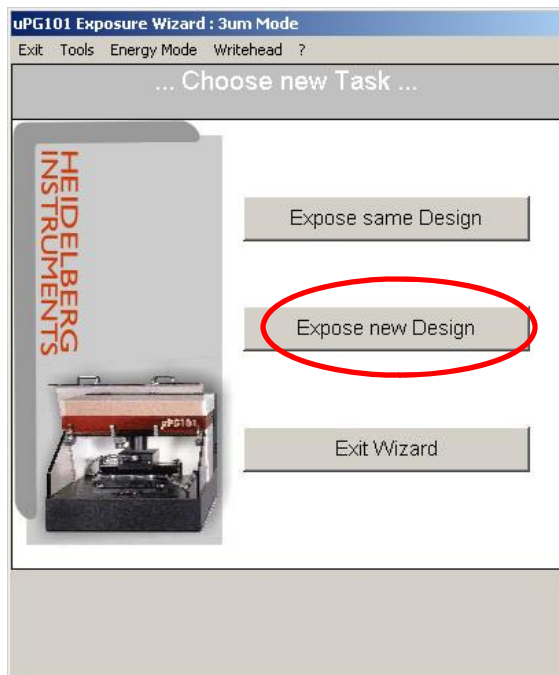 uPG101 Exposure Wizard : 3um Mode
Exit Tools Energy Mode Writehead ?
... Choose new Task ...
HEIDELBERG
INSTRUMENTS
µPG101
Expose same Design
Expose new Design
Exit Wizard